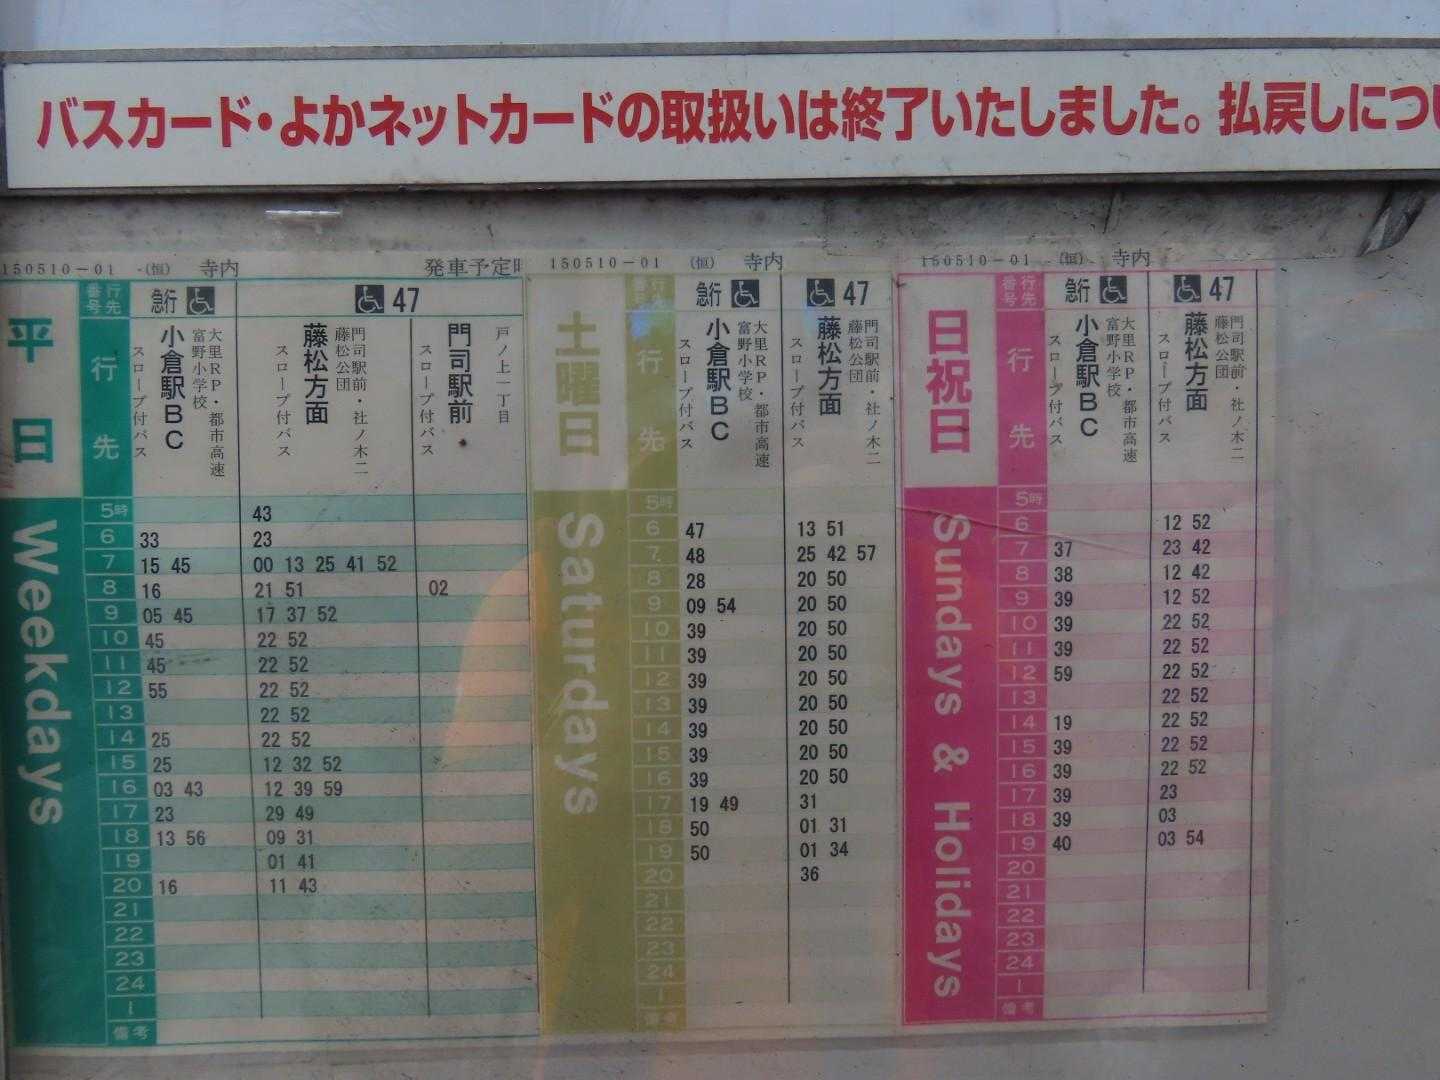 バスカード・よかネットカードの取扱いは終了いたしました。払戻しについ
150510-01 (恒) 寺内 発車予定時
平日
Weekdays
行先番号 急行 47
行先
小倉駅BC
大里RP・都市高速
富野小学校
スロープ付バス
藤松方面
門司駅前・社ノ木二
藤松公団
スロープ付バス
門司駅前
戸ノ上一丁目
スロープ付バス
5時 43
6 33 23
7 15 45 00 13 25 41 52
8 16 21 51 02
9 05 45 17 37 52
10 45 22 52
11 45 22 52
12 55 22 52
13 22 52
14 25 22 52
15 25 12 32 52
16 03 43 12 39 59
17 23 29 49
18 13 56 09 31
19 01 41
20 16 11 43
21
22
23
24
1
備考
150510-01 (恒) 寺内
土曜日
Saturdays
行先番号 急行 47
行先
小倉駅BC
大里RP・都市高速
富野小学校
スロープ付バス
藤松方面
門司駅前・社ノ木二
藤松公団
スロープ付バス
5時
6 47 13 51
7 48 25 42 57
8 28 20 50
9 09 54 20 50
10 39 20 50
11 39 20 50
12 39 20 50
13 39 20 50
14 39 20 50
15 39 20 50
16 39 20 50
17 19 49 31
18 50 01 31
19 50 01 34
20 36
21
22
23
24
1
備考
150510-01 (恒) 寺内
日祝日
Sundays & Holidays
行先番号 急行 47
行先
小倉駅BC
大里RP・都市高速
富野小学校
スロープ付バス
藤松方面
門司駅前・社ノ木二
藤松公団
スロープ付バス
5時
6 12 52
7 37 23 42
8 38 12 42
9 39 12 52
10 39 22 52
11 39 22 52
12 59 22 52
13 22 52
14 19 22 52
15 39 22 52
16 39 22 52
17 39 23
18 39 03
19 40 03 54
20
21
22
23
24
1
備考